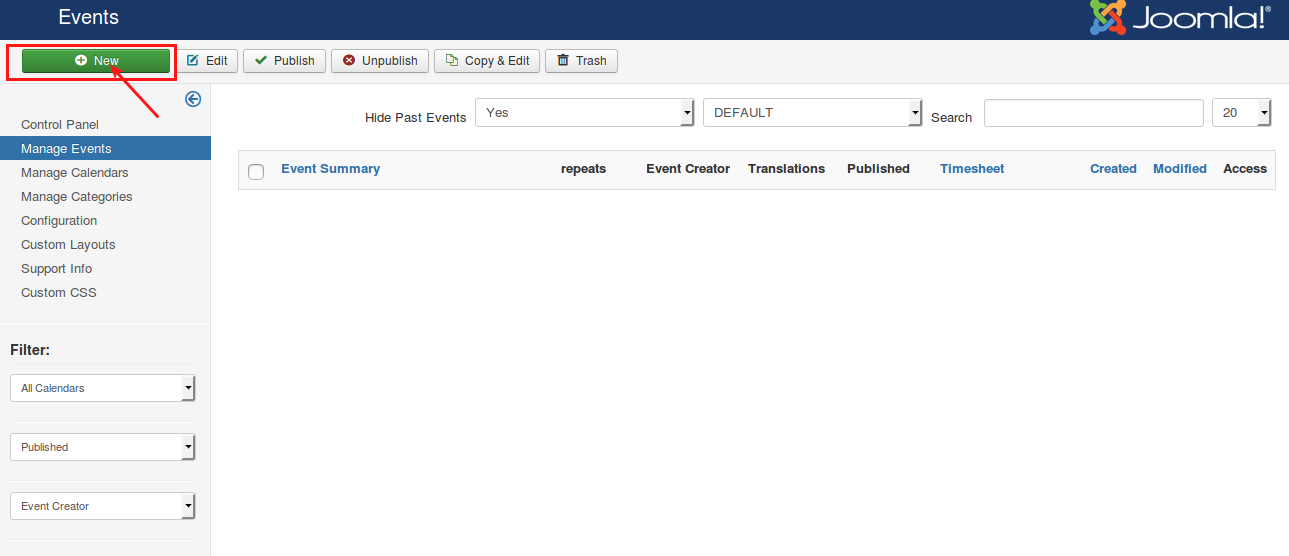 Events
Joomla!®
New Edit Publish Unpublish Copy & Edit Trash
Hide Past Events Yes DEFAULT Search 20
Control Panel
Manage Events
Manage Calendars
Manage Categories
Configuration
Custom Layouts
Support Info
Custom CSS
Event Summary repeats Event Creator Translations Published Timesheet Created Modified Access
Filter:
All Calendars
Published
Event Creator